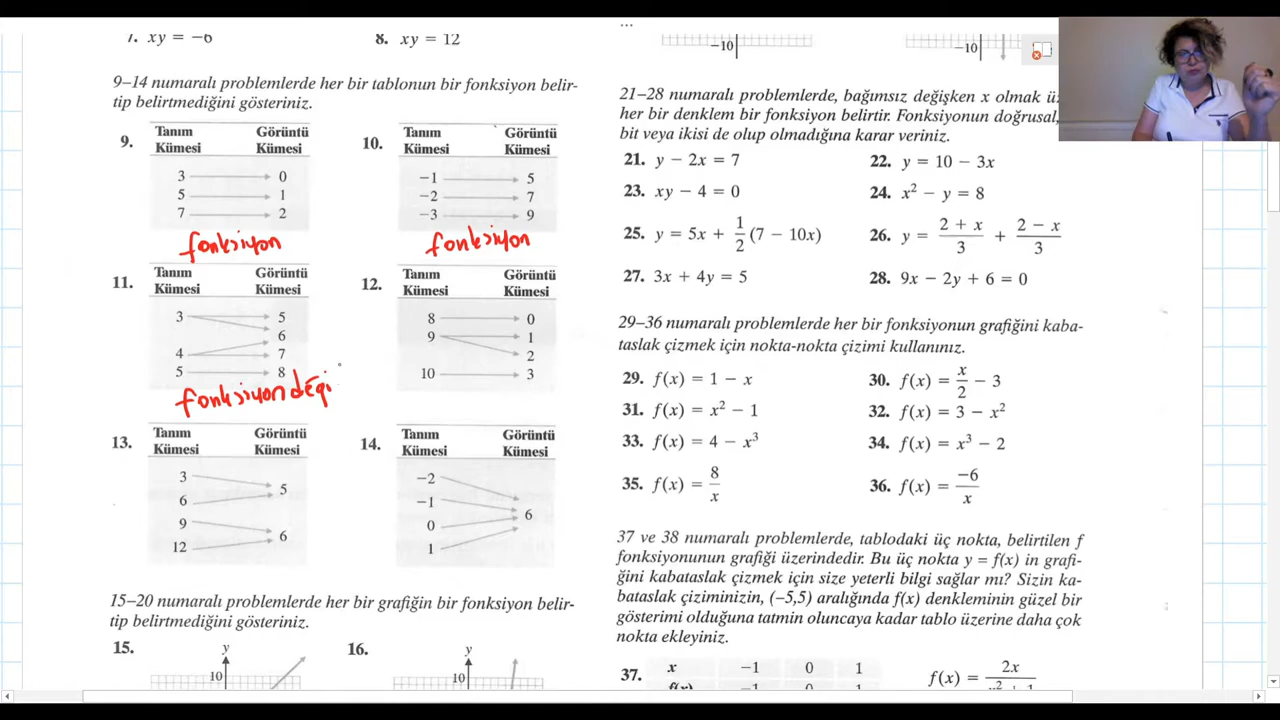 7. xy = −6
8. xy = 12
9–14 numaralı problemlerde her bir tablonun bir fonksiyon belir-
tip belirtmediğini gösteriniz.
9. Tanım Kümesi Görüntü Kümesi
3 0
5 1
7 2
fonksiyon
10. Tanım Kümesi Görüntü Kümesi
−1 5
−2 7
−3 9
fonksiyon
11. Tanım Kümesi Görüntü Kümesi
3 5
6
4 7
5 8
fonksiyon deği
12. Tanım Kümesi Görüntü Kümesi
8 0
9 1
2
10 3
13. Tanım Kümesi Görüntü Kümesi
3
5
6
9
6
12
14. Tanım Kümesi Görüntü Kümesi
−2
−1
6
0
1
15–20 numaralı problemlerde her bir grafiğin bir fonksiyon belir-
tip belirtmediğini gösteriniz.
15. y
10
16. y
10
...
−10
−10
21–28 numaralı problemlerde, bağımsız değişken x olmak
her bir denklem bir fonksiyon belirtir. Fonksiyonun doğrusal,
bit veya ikisi de olup olmadığına karar veriniz.
21. y − 2x = 7
22. y = 10 − 3x
23. xy − 4 = 0
24. x² − y = 8
25. y = 5x + 1/2 (7 − 10x)
26. y = (2 + x)/3 + (2 − x)/3
27. 3x + 4y = 5
28. 9x − 2y + 6 = 0
29–36 numaralı problemlerde her bir fonksiyonun grafiğini kaba-
taslak çizmek için nokta-nokta çizimi kullanınız.
29. f(x) = 1 − x
30. f(x) = x/2 − 3
31. f(x) = x² − 1
32. f(x) = 3 − x²
33. f(x) = 4 − x³
34. f(x) = x³ − 2
35. f(x) = 8/x
36. f(x) = −6/x
37 ve 38 numaralı problemlerde, tablodaki üç nokta, belirtilen f
fonksiyonunun grafiği üzerindedir. Bu üç nokta y = f(x) in grafi-
ğini kabataslak çizmek için size yeterli bilgi sağlar mı? Sizin ka-
bataslak çiziminizin, (−5,5) aralığında f(x) denkleminin güzel bir
gösterimi olduğuna tatmin oluncaya kadar tablo üzerine daha çok
nokta ekleyiniz.
37. x −1 0 1
f(x) −1 0 1
f(x) = 2x/(x² + 1